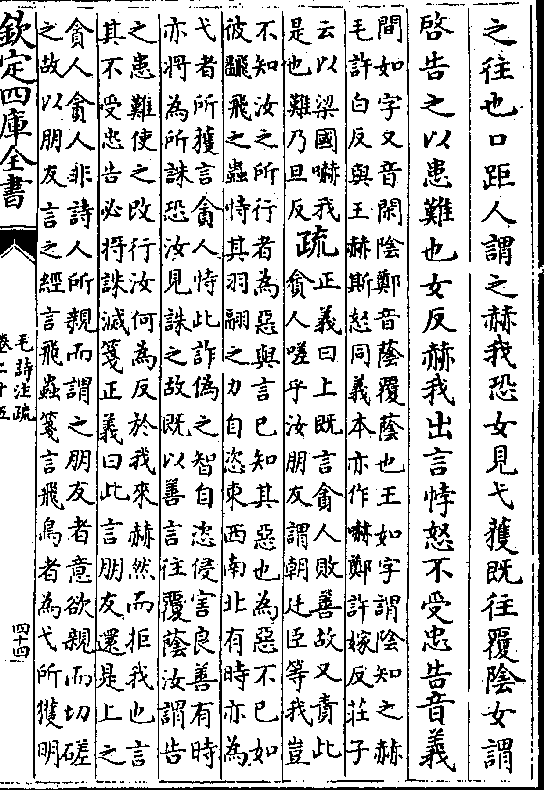 之往也口距人謂之赫我恐女見弋獲既往覆陰女謂
啓告之以患難也女反赫我出言悖怒不受忠告音義
間如字又音閑陰鄭音蔭覆蔭也王如字謂陰知之赫
毛許白反與王赫斯怒同義本亦作嚇鄭許嫁反莊子
云以梁國嚇我
是也難乃旦反
疏
正義曰上既言貪人敗善故又責此
貪人嗟乎汝朋友謂朝廷臣等我豈
不知汝之所行者為惡與言已知其惡也為惡不已如
彼飛飛之蟲恃其羽翮之力自恣東西南北有時亦為
弋者所獲言貪人恃此詐偽之智自恣侵害良善有時
亦將為所誅恐汝見誅之故既以善言往覆蔭汝謂告
之患難使之改行汝何為反於我來赫然而拒我也言
其不受忠告必將誅滅箋正義曰此言朋友還是上之
貪人貪人非詩人所親而謂之朋友者意欲親而切磋
之故以朋友言之經言飛蟲箋言飛鳥者為弋所獲明
欽定四庫全書
毛詩注疏
卷二十五
四十四